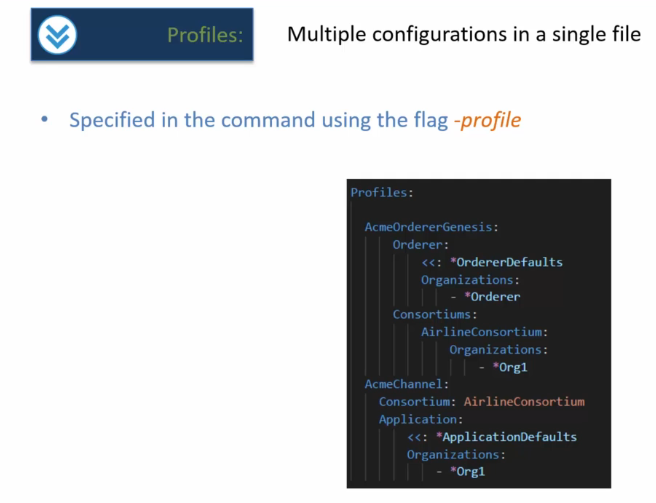 Profiles:
Multiple configurations in a single file
• Specified in the command using the flag -profile
Profiles:
AcmeOrdererGenesis:
Orderer:
<<: *OrdererDefaults
Organizations:
- *Orderer
Consortiums:
AirlineConsortium:
Organizations:
- *Org1
AcmeChannel:
Consortium: AirlineConsortium
Application:
<<: *ApplicationDefaults
Organizations:
- *Org1